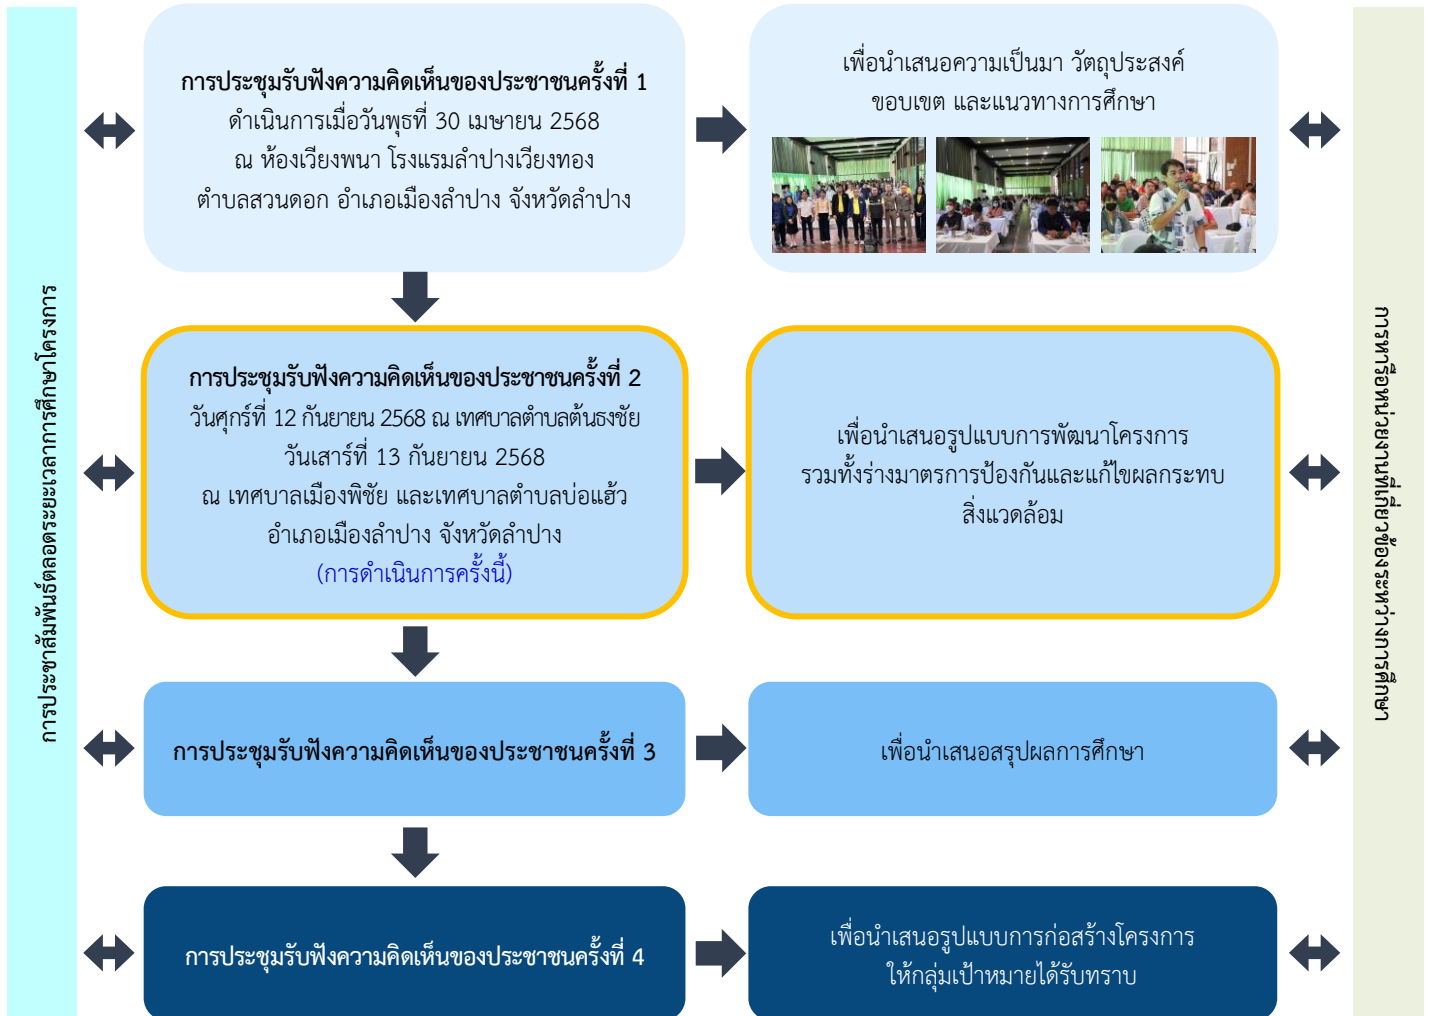 การประชาสัมพันธ์ตลอดระยะเวลาการศึกษาโครงการ
การประชุมรับฟังความคิดเห็นของประชาชนครั้งที่ 1
ดำเนินการเมื่อวันพุธที่ 30 เมษายน 2568
ณ ห้องเวียงพนา โรงแรมลำปางเวียงทอง
ตำบลสวนดอก อำเภอเมืองลำปาง จังหวัดลำปาง
เพื่อนำเสนอความเป็นมา วัตถุประสงค์
ขอบเขต และแนวทางการศึกษา
การประชุมรับฟังความคิดเห็นของประชาชนครั้งที่ 2
วันศุกร์ที่ 12 กันยายน 2568 ณ เทศบาลตำบลต้นธงชัย
วันเสาร์ที่ 13 กันยายน 2568
ณ เทศบาลเมืองพิชัย และเทศบาลตำบลบ่อแฮ้ว
อำเภอเมืองลำปาง จังหวัดลำปาง
(การดำเนินการครั้งนี้)
เพื่อนำเสนอรูปแบบการพัฒนาโครงการ
รวมทั้งร่างมาตรการป้องกันและแก้ไขผลกระทบ
สิ่งแวดล้อม
การประชุมรับฟังความคิดเห็นของประชาชนครั้งที่ 3
เพื่อนำเสนอสรุปผลการศึกษา
การประชุมรับฟังความคิดเห็นของประชาชนครั้งที่ 4
เพื่อนำเสนอรูปแบบการก่อสร้างโครงการ
ให้กลุ่มเป้าหมายได้รับทราบ
การหารือหน่วยงานที่เกี่ยวข้องระหว่างการศึกษา